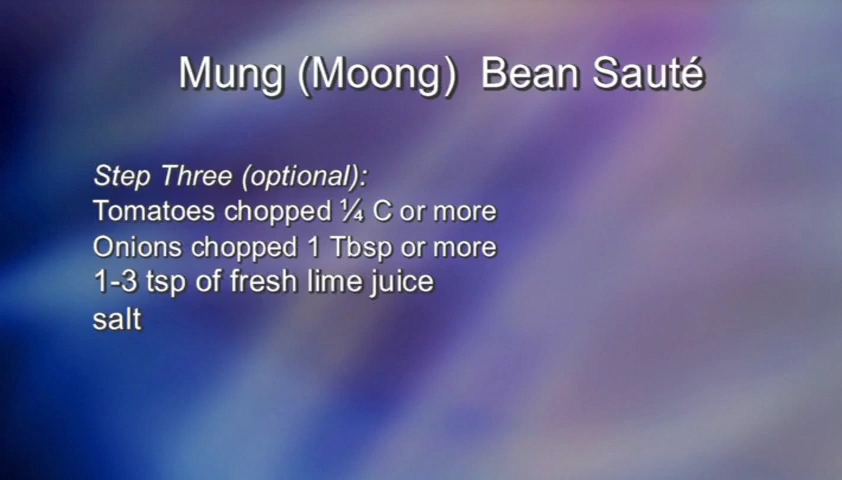 Mung (Moong)  Bean Sauté
Step Three (optional):
Tomatoes chopped ¼ C or more
Onions chopped 1 Tbsp or more
1-3 tsp of fresh lime juice
salt